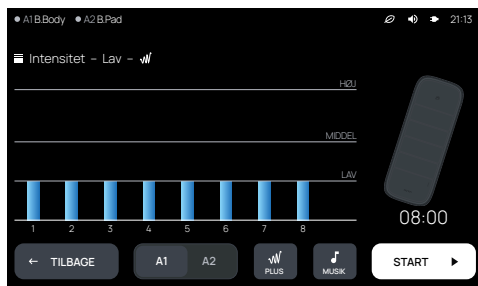 A1 B.Body A2 B.Pad 21:13
Intensitet – Lav –
HØJ
MIDDEL
LAV
1 2 3 4 5 6 7 8
08:00
← TILBAGE A1 A2 PLUS MUSIK START